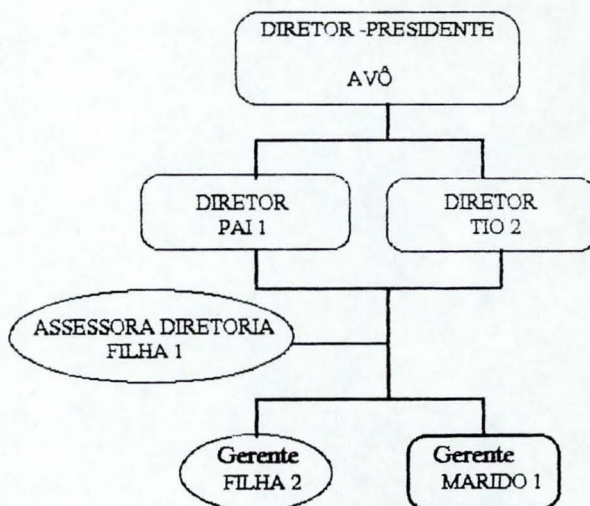 DIRETOR -PRESIDENTE
AVÔ
DIRETOR
PAI 1
DIRETOR
TIO 2
ASSESSORA DIRETORIA
FILHA 1
Gerente
FILHA 2
Gerente
MARIDO 1